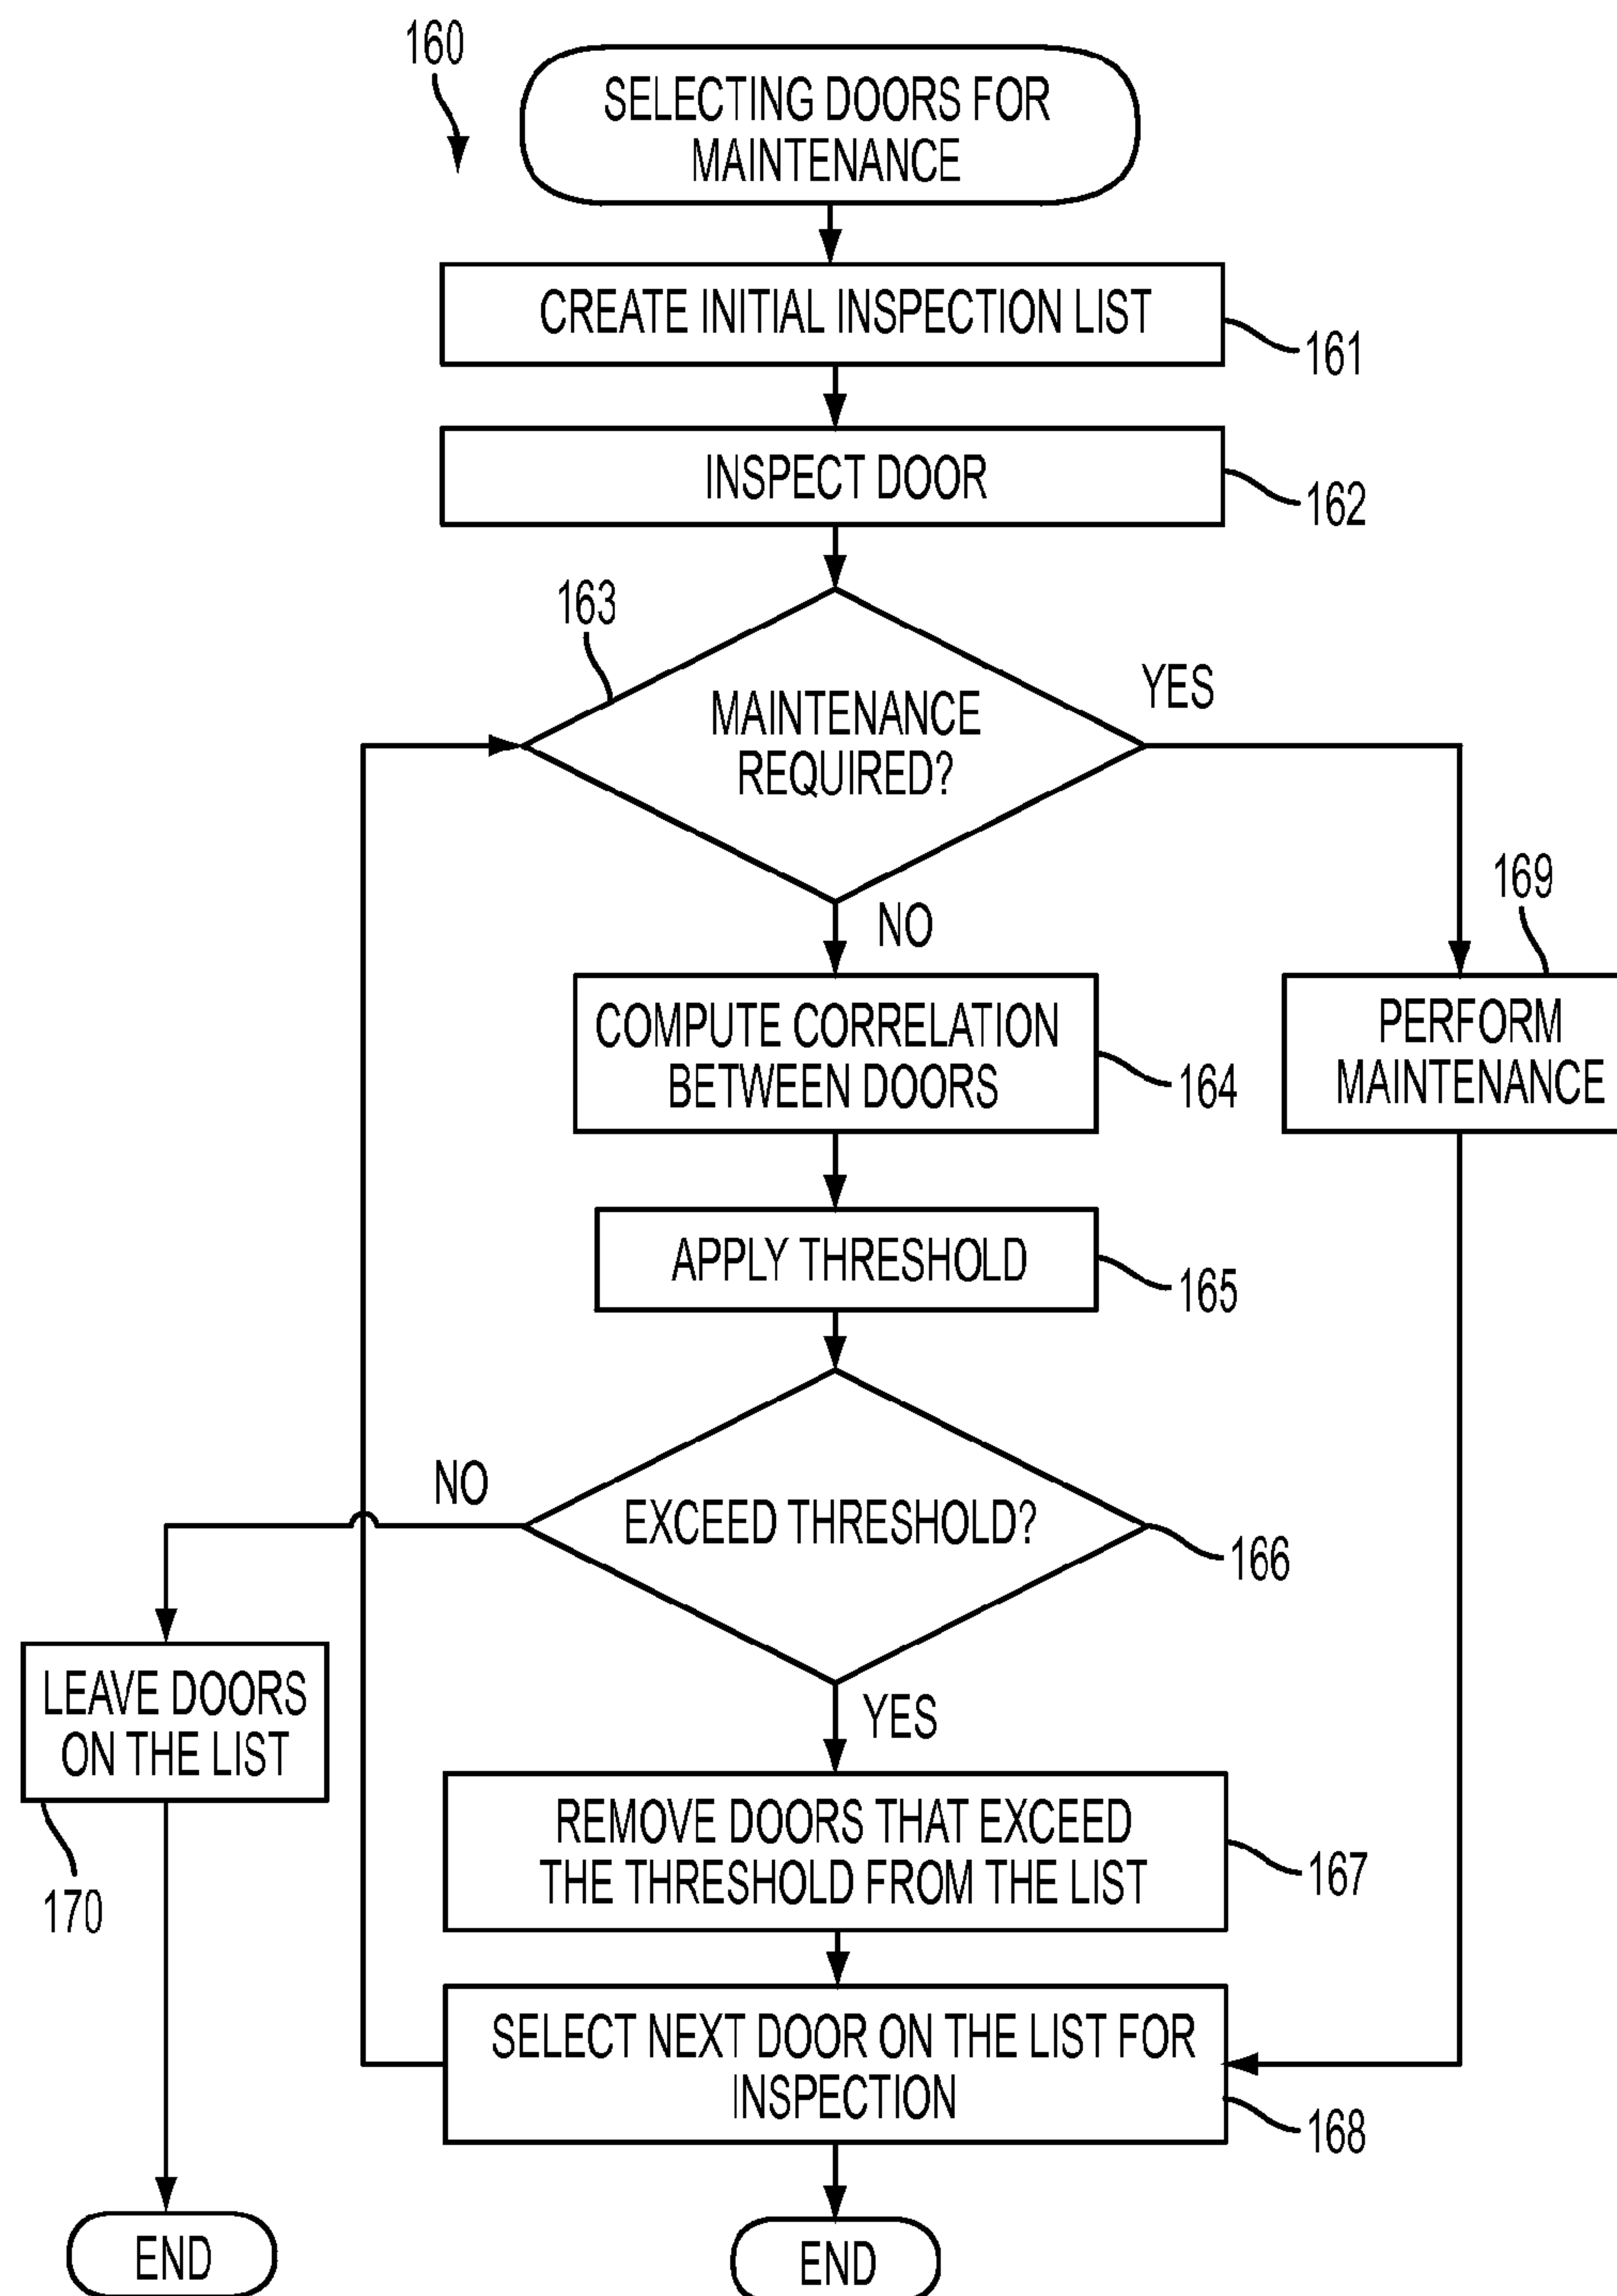 160
SELECTING DOORS FOR
MAINTENANCE
CREATE INITIAL INSPECTION LIST
161
INSPECT DOOR
162
163
MAINTENANCE
REQUIRED?
YES
NO
169
COMPUTE CORRELATION
BETWEEN DOORS
164
PERFORM
MAINTENANCE
APPLY THRESHOLD
165
NO
EXCEED THRESHOLD?
166
LEAVE DOORS
ON THE LIST
170
YES
REMOVE DOORS THAT EXCEED
THE THRESHOLD FROM THE LIST
167
SELECT NEXT DOOR ON THE LIST FOR
INSPECTION
168
END
END